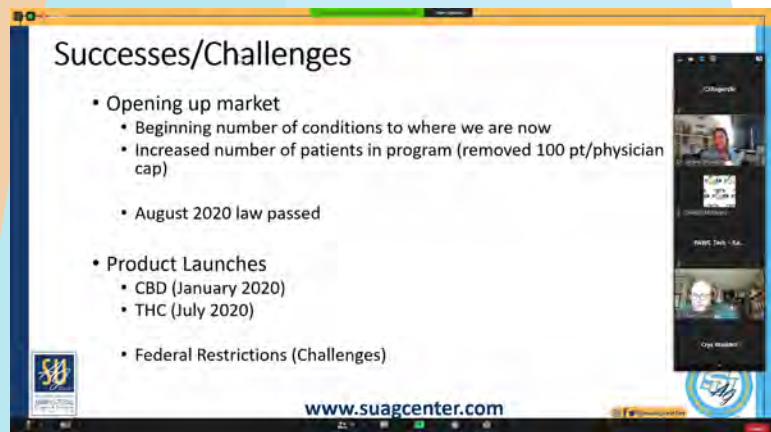 Successes/Challenges
• Opening up market
• Beginning number of conditions to where we are now
• Increased number of patients in program (removed 100 pt/physician
cap)
• August 2020 law passed
• Product Launches
• CBD (January 2020)
• THC (July 2020)
• Federal Restrictions (Challenges)
www.suagcenter.com